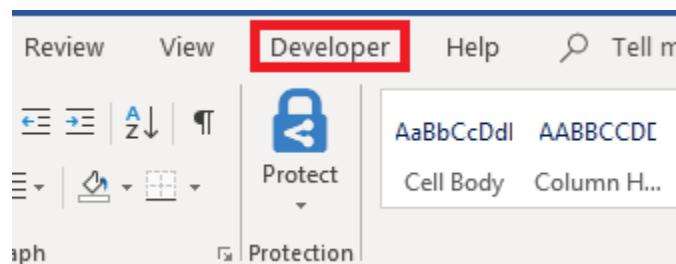 Review View Developer Help Tell m
A
Z
Protect
AaBbCcDdI AABBCCDE
Cell Body Column H...
aph Protection